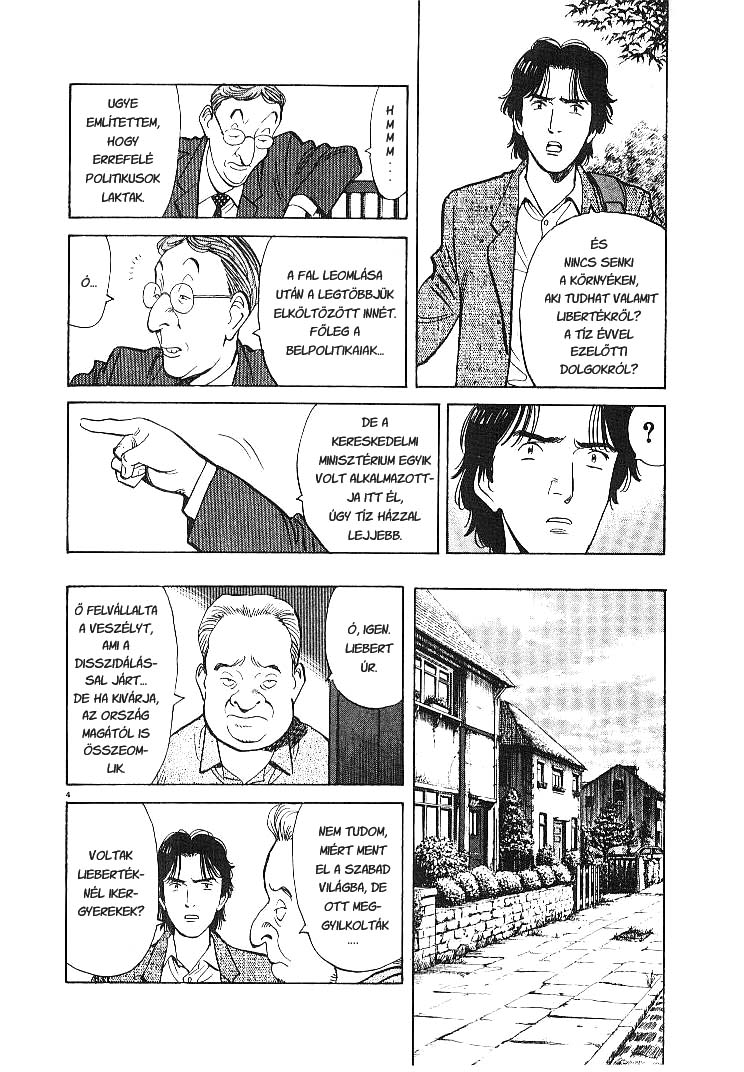 ÉS
NINCS SENKI
A KÖRNYÉKEN,
AKI TUDHAT VALAMIT
LIBERTÉKRŐL?
A TÍZ ÉVVEL
EZELŐTTI
DOLGOKRÓL?
HMMM...
UGYE
EMLÍTETTEM,
HOGY
ERREFELÉ
POLITIKUSOK
LAKTAK.
A FAL LEOMLÁSA
UTÁN A LEGTÖBBJÜK
ELKÖLTÖZÖTT INNÉT.
FŐLEG A
BELPOLITIKAIAK...
Ó...
?
DE A
KERESKEDELMI
MINISZTÉRIUM EGYIK
VOLT ALKALMAZOTT-
JA ITT ÉL,
ÚGY TÍZ HÁZZAL
LEJJEBB.
Ó, IGEN.
LIEBERT
ÚR.
Ő FELVÁLLALTA
A VESZÉLYT,
AMI A
DISSZIDÁLÁS-
SAL JÁRT...
DE HA KIVÁRJA,
AZ ORSZÁG
MAGÁTÓL IS
ÖSSZEOM-
LIK.
4
NEM TUDOM,
MIÉRT MENT
EL A SZABAD
VILÁGBA, DE
OTT MEG-
GYILKOLTÁK
....
VOLTAK
LIEBERTÉK-
NÉL IKER-
GYEREKEK?